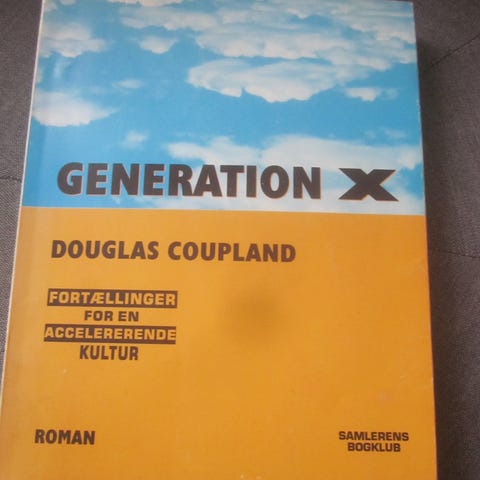 GENERATION X
DOUGLAS COUPLAND
FORTÆLLINGER
FOR EN
ACCELERERENDE
KULTUR
ROMAN
SAMLERENS
BOGKLUB